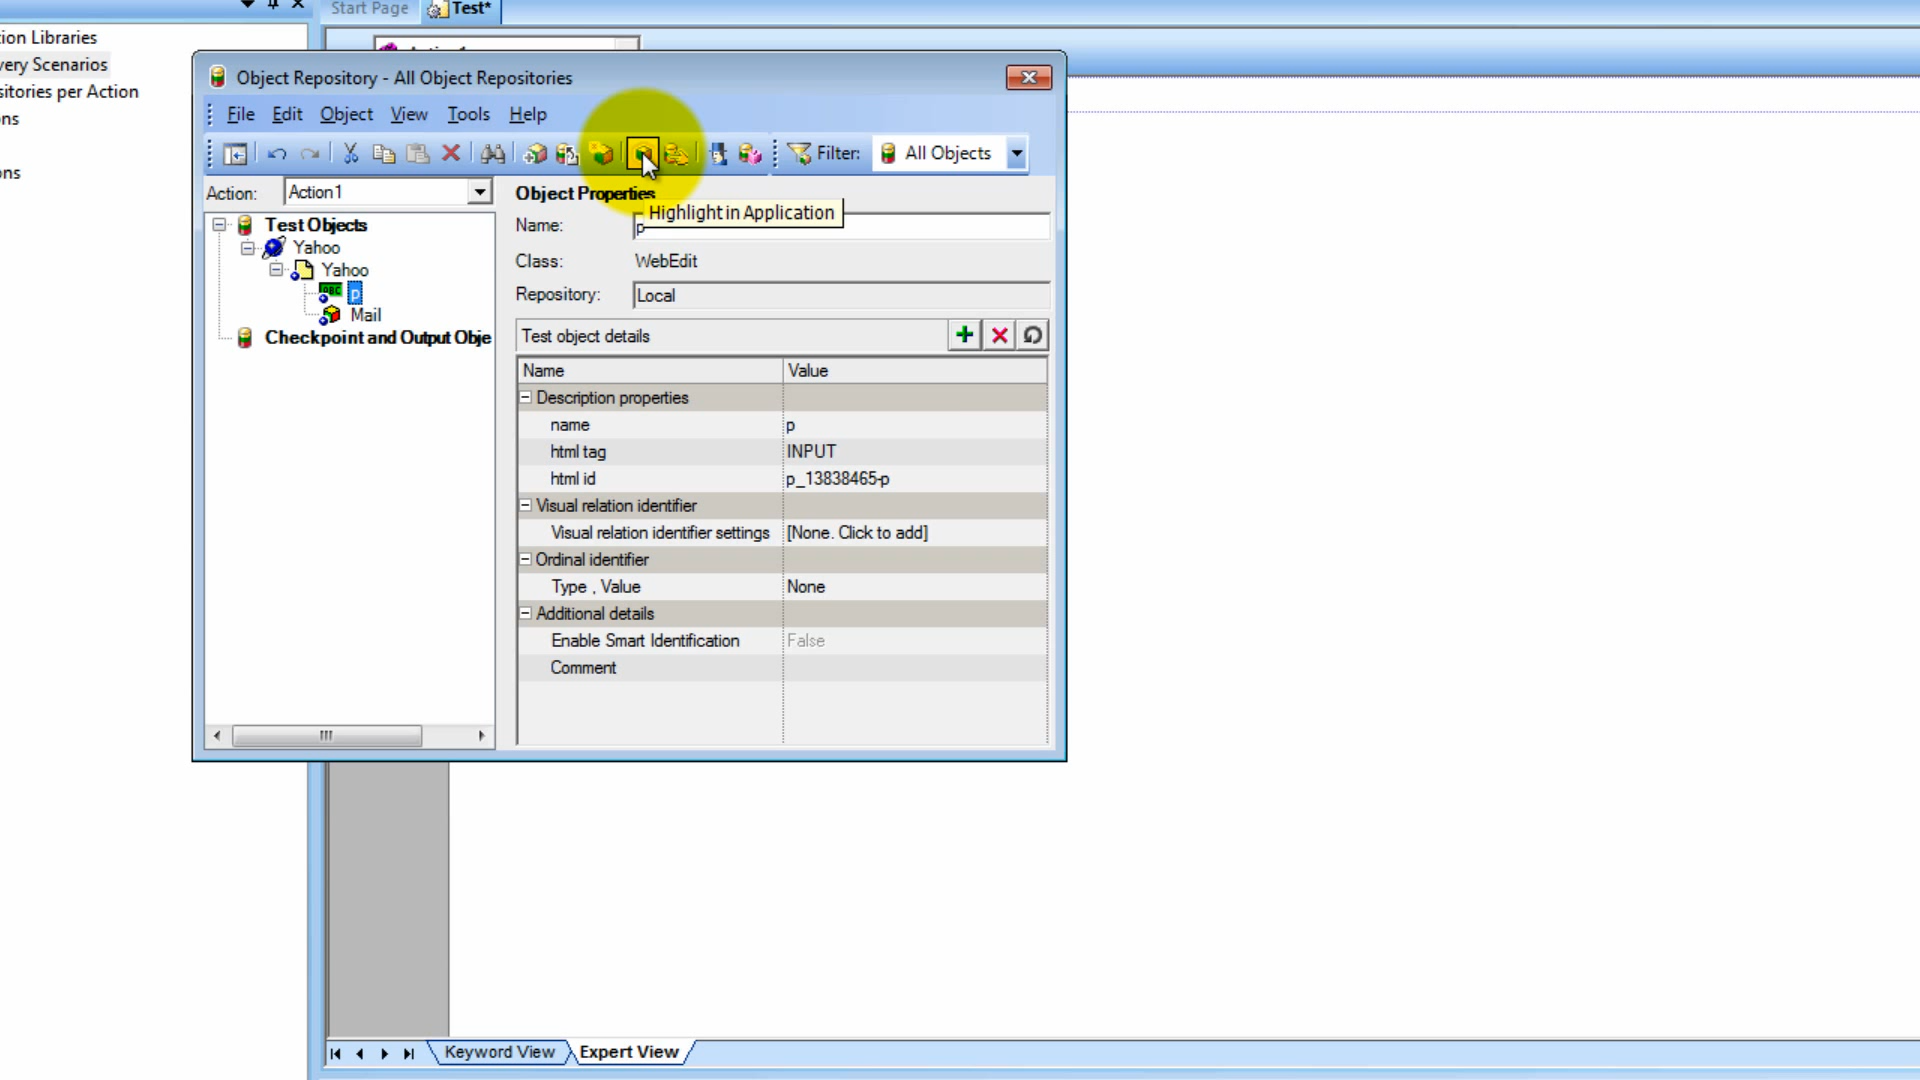 Start Page
Test*
ion Libraries
very Scenarios
sitories per Action
ns
ons
Object Repository - All Object Repositories
File Edit Object View Tools Help
Filter: All Objects
Action: Action1
Object Properties
Highlight in Application
Test Objects
Yahoo
Yahoo
p
Mail
Checkpoint and Output Obje
Name: p
Class: WebEdit
Repository: Local
Test object details
Name Value
Description properties
name p
html tag INPUT
html id p_13838465-p
Visual relation identifier
Visual relation identifier settings [None. Click to add]
Ordinal identifier
Type , Value None
Additional details
Enable Smart Identification False
Comment
Keyword View Expert View